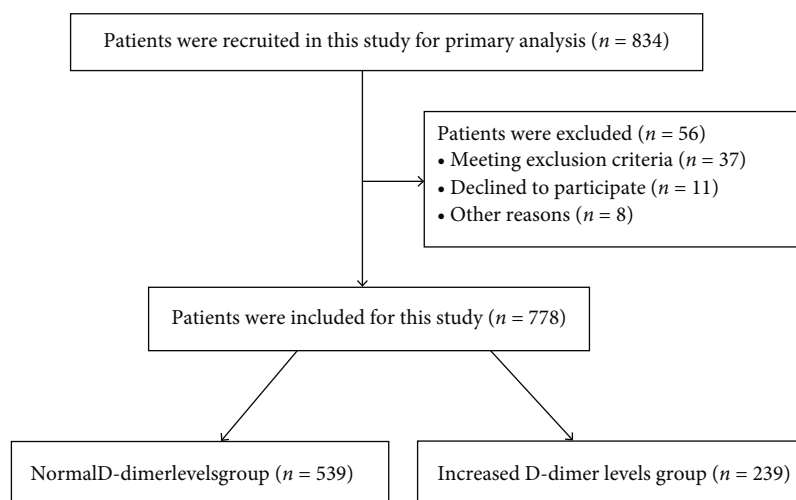 Patients were recruited in this study for primary analysis (n = 834)
Patients were excluded (n = 56)
• Meeting exclusion criteria (n = 37)
• Declined to participate (n = 11)
• Other reasons (n = 8)
Patients were included for this study (n = 778)
NormalD-dimerlevelsgroup (n = 539)
Increased D-dimer levels group (n = 239)